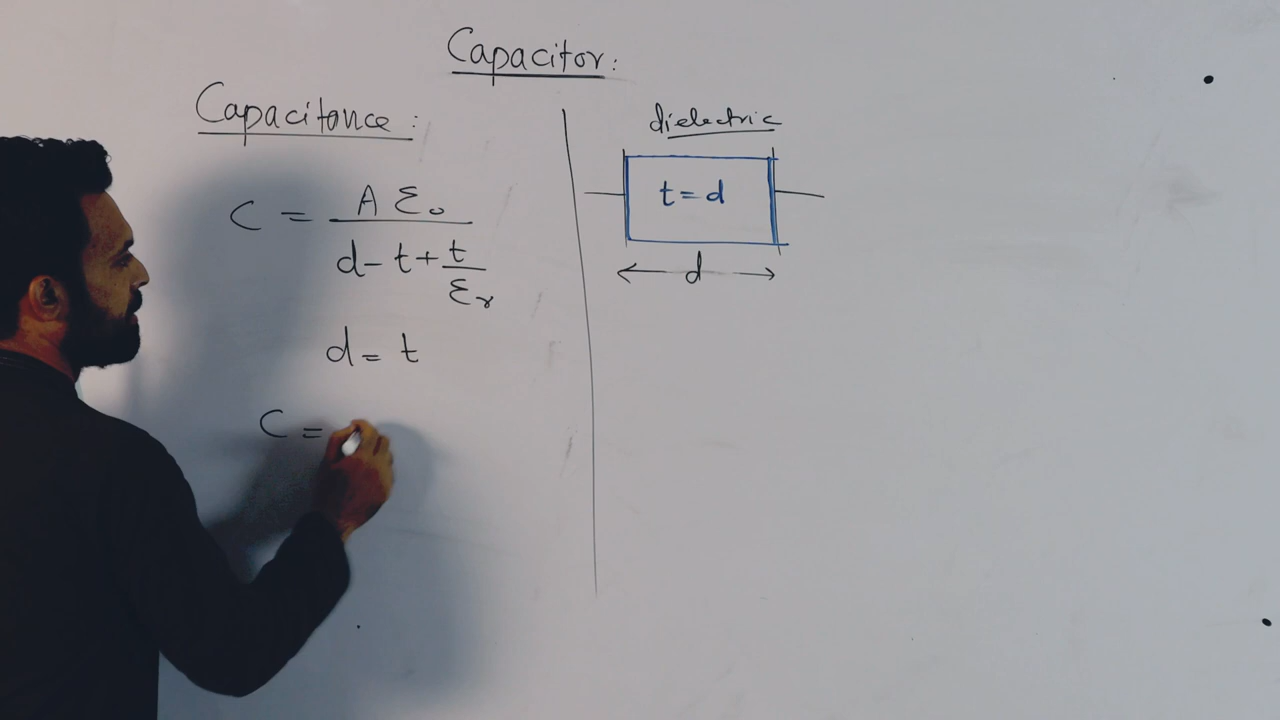 Capacitor:
Capacitance:
C = A ε₀ / (d - t + t/εᵣ)
d = t
C =
dielectric
t = d
d